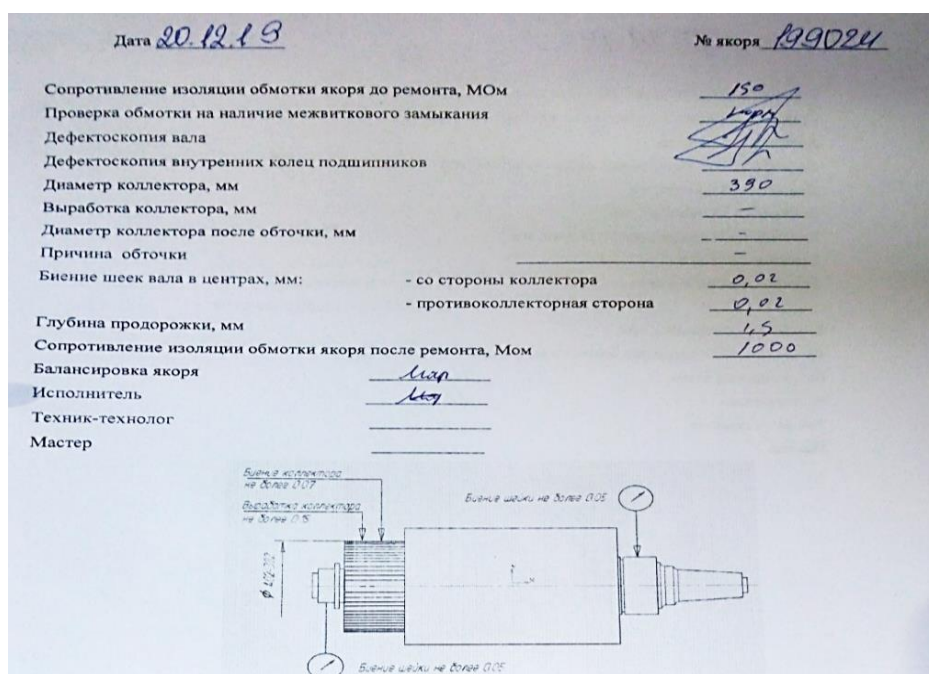 Дата 20.12.19 № якоря 199024
Сопротивление изоляции обмотки якоря до ремонта, МОм 150
Проверка обмотки на наличие межвиткового замыкания
Дефектоскопия вала
Дефектоскопия внутренних колец подшипников
Диаметр коллектора, мм 390
Выработка коллектора, мм –
Диаметр коллектора после обточки, мм –
Причина обточки –
Биение шеек вала в центрах, мм: - со стороны коллектора 0,02
- противоколлекторная сторона 0,02
Глубина продорожки, мм 1,5
Сопротивление изоляции обмотки якоря после ремонта, Мом 1000
Балансировка якоря
Исполнитель
Техник-технолог
Мастер
Биение коллектора
не более 0.07
Выработка коллектора
не более 0.15
Биение шейки не более 0.05
Биение шейки не более 0.05